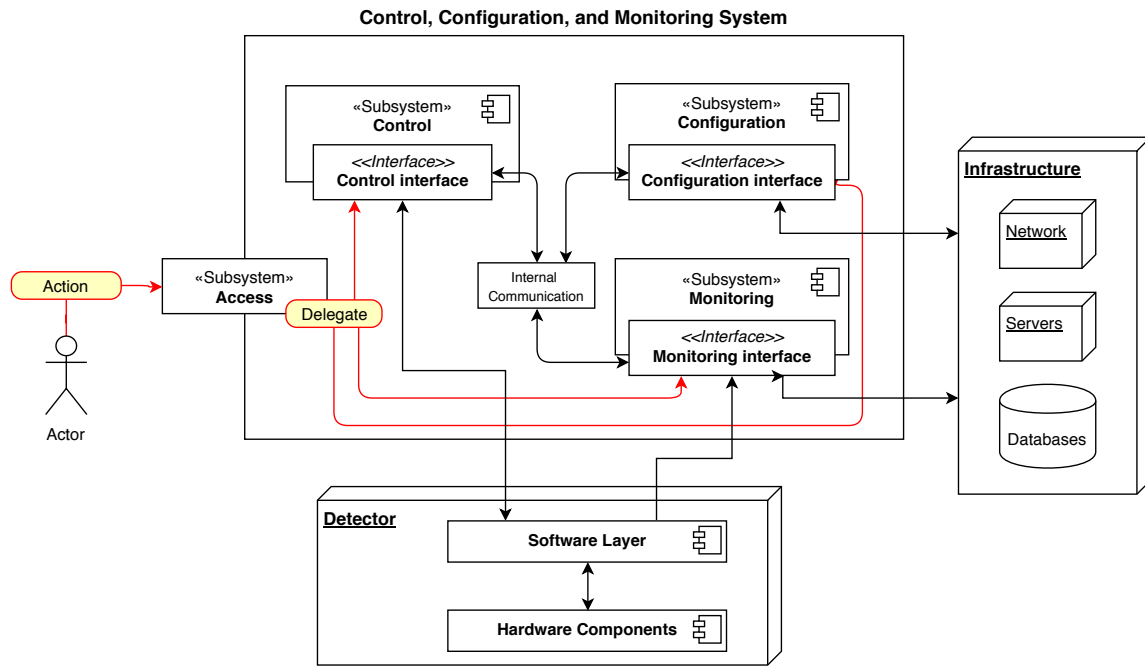 Control, Configuration, and Monitoring System
«Subsystem»
Control
<<Interface>>
Control interface
«Subsystem»
Configuration
<<Interface>>
Configuration interface
Infrastructure
Network
Servers
Databases
Action
Actor
«Subsystem»
Access
Delegate
Internal
Communication
«Subsystem»
Monitoring
<<Interface>>
Monitoring interface
Detector
Software Layer
Hardware Components